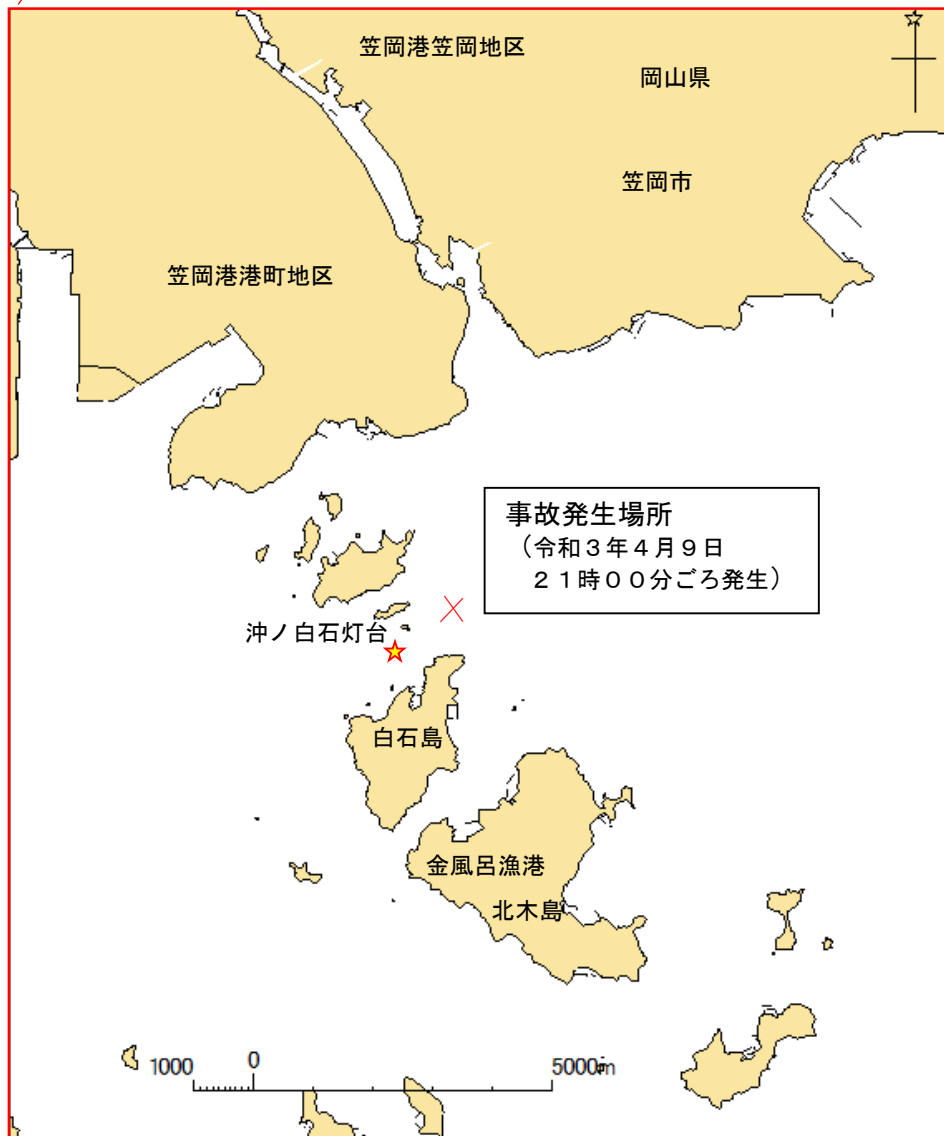 笠岡港笠岡地区
岡山県
笠岡市
笠岡港港町地区
事故発生場所
(令和3年4月9日
21時00分ごろ発生)
沖ノ白石灯台
白石島
金風呂漁港
北木島
1000 0 5000m